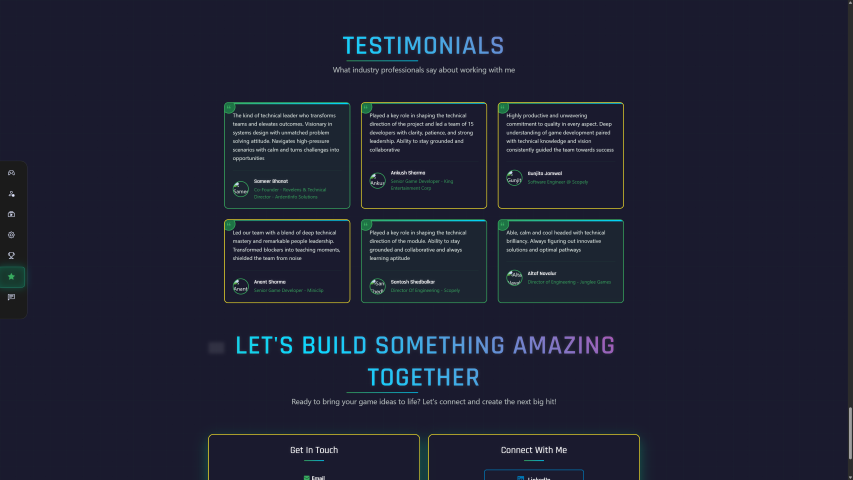 TESTIMONIALS
What industry professionals say about working with me
The kind of technical leader who transforms
teams and elevates outcomes. Visionary in
systems design with unmatched problem
solving attitude. Navigates high-pressure
scenarios with calm and turns challenges into
opportunities
Sameer Bhanot
Co-Founder - Ravelens & Technical
Director - InstantInfo Solutions
Played a key role in shaping the technical
direction of the project and led a team of 15
developers with clarity, patience, and strong
leadership. Ability to stay grounded and
collaborative
Ankush Sharma
Senior Game Developer - King
Entertainment Corp
Highly productive and unwavering
commitment to quality in every aspect. Deep
understanding of game development paired
with technical knowledge and vision
consistently guided the team towards success
Gunjita Jamwal
Software Engineer @ Scopely
Led our team with a blend of deep technical
mastery and remarkable people leadership.
Transformed blockers into teaching moments,
shielded the team from noise
Anant Sharma
Senior Game Developer - Miniclip
Played a key role in shaping the technical
direction of the module. Ability to stay
grounded and collaborative and always
learning aptitude
Santosh Shedbalkar
Director Of Engineering - Scopely
Able, calm and cool headed with technical
brilliancy. Always figuring out innovative
solutions and optimal pathways
Altaf Navalur
Director of Engineering - Junglee Games
LET'S BUILD SOMETHING AMAZING
TOGETHER
Ready to bring your game ideas to life? Let's connect and create the next big hit!
Get In Touch
Email
Connect With Me
LinkedIn